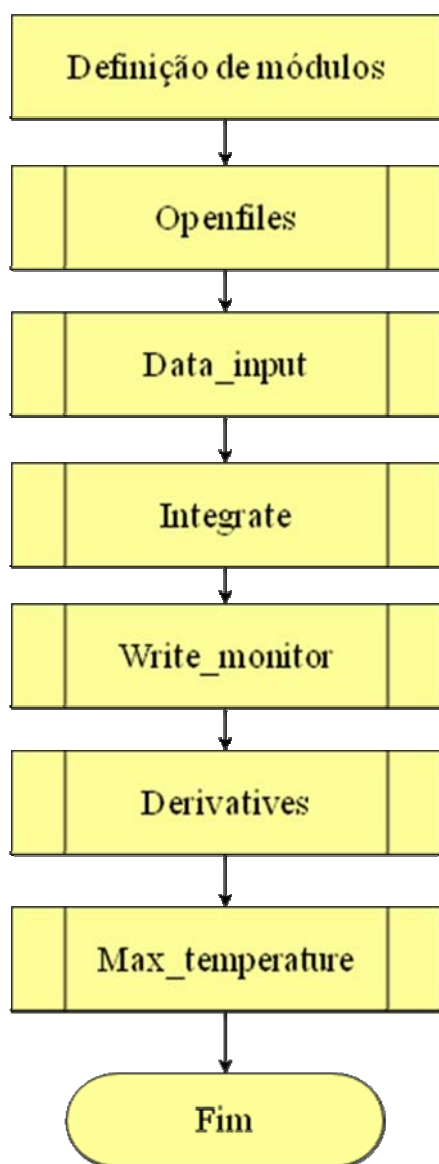 Definição de módulos
Openfiles
Data_input
Integrate
Write_monitor
Derivatives
Max_temperature
Fim